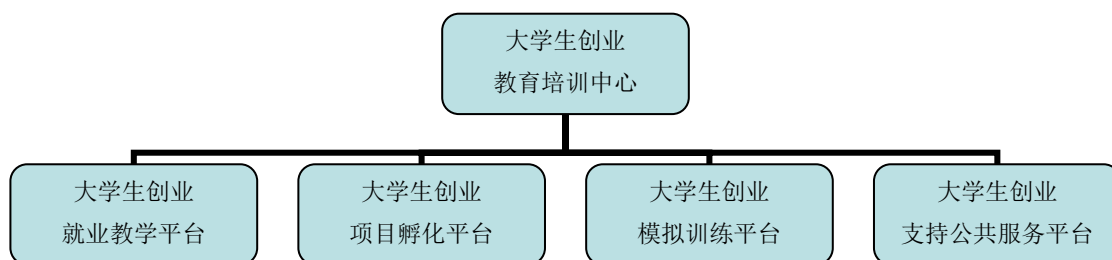 大学生创业
教育培训中心
大学生创业
就业教学平台
大学生创业
项目孵化平台
大学生创业
模拟训练平台
大学生创业
支持公共服务平台